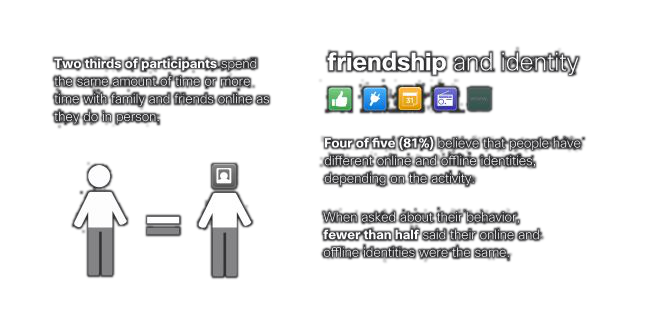 Two thirds of participants spend
the same amount of time or more
time with family and friends online as
they do in person.
friendship and identity
31
Four of five (81%) believe that people have
different online and offline identities,
depending on the activity.
When asked about their behavior,
fewer than half said their online and
offline identities were the same.